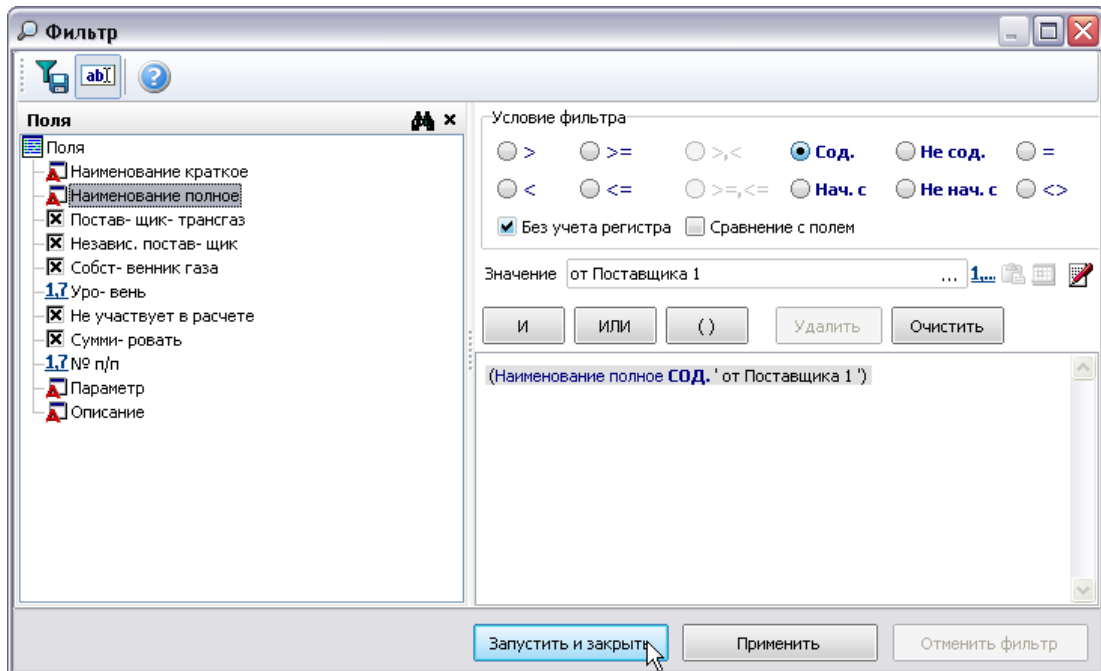 Фильтр
abI
?
Поля
Поля
Наименование краткое
Наименование полное
Постав- щик- трансгаз
Независ. постав- щик
Собст- венник газа
1,7 Уро- вень
Не участвует в расчете
Сумми- ровать
1,7 № п/п
Параметр
Описание
Условие фильтра
> >= >,< Сод. Не сод. =
< <= >=,<= Нач. с Не нач. с <>
Без учета регистра Сравнение с полем
Значение от Поставщика 1 ... 1,...
И ИЛИ ( ) Удалить Очистить
(Наименование полное СОД. ' от Поставщика 1 ')
Запустить и закрыть Применить Отменить фильтр